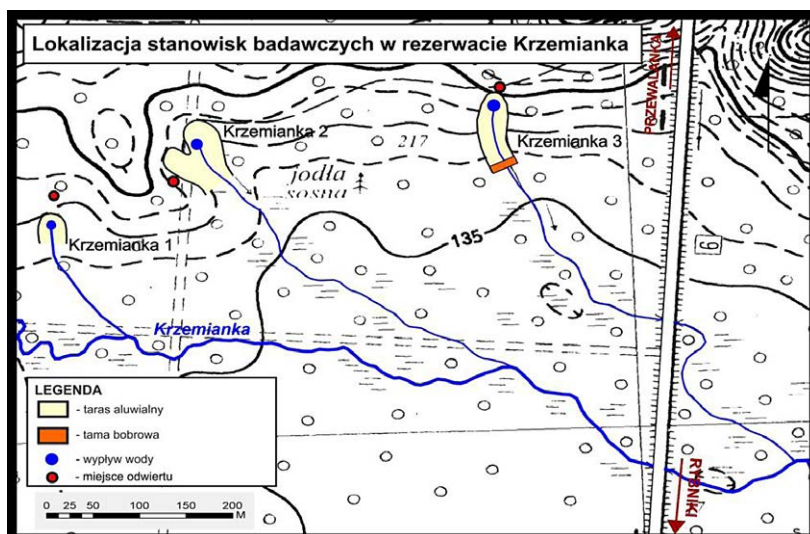 Lokalizacja stanowisk badawczych w rezerwacie Krzemianka
PRZEWALANKA
Krzemianka 2
217
Krzemianka 3
jodła
sosna
Krzemianka 1
135
9
Krzemianka
LEGENDA
- taras aluwialny
- tama bobrowa
- wypływ wody
- miejsce odwiertu
RYBNIKI
0 25 50 100 150 200
M